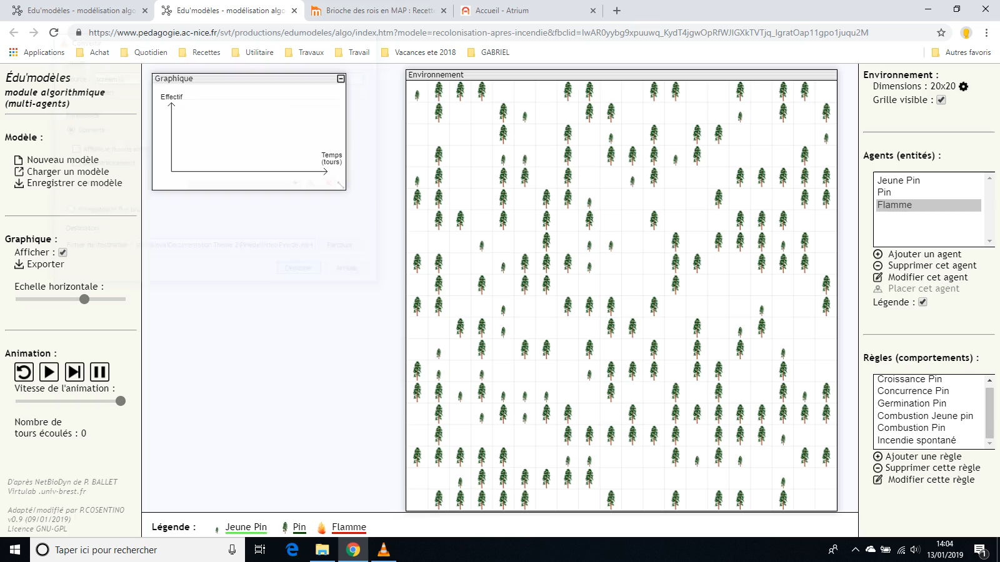 Edu'modèles - modélisation algo
Edu'modèles - modélisation algo
Brioche des rois en MAP : Recett
Accueil - Atrium
https://www.pedagogie.ac-nice.fr/svt/productions/edumodeles/algo/index.htm?modele=recolonisation-apres-incendie&fbclid=IwAR0yybg9xpuuwq_KydT4jgwOpRfWJIGXkTVTjq_IgratOap11gpo1juqu2M
Applications
Achat
Quotidien
Recettes
Utilitaire
Travaux
Travail
Vacances ete 2018
GABRIEL
Autres favoris
Édu'modèles
module algorithmique
(multi-agents)
Modèle :
Nouveau modèle
Charger un modèle
Enregistrer ce modèle
Graphique :
Afficher :
Exporter
Echelle horizontale :
Animation :
Vitesse de l'animation :
Nombre de
tours écoulés : 0
D'après NetBioDyn de P. BALLET
Virtulab .univ-brest.fr
Adapté/modifié par P.COSENTINO
v0.9 (09/01/2019)
Licence GNU-GPL
Graphique
Effectif
Temps
(tours)
Environnement
Légende :
Jeune Pin
Pin
Flamme
Environnement :
Dimensions : 20x20
Grille visible :
Agents (entités) :
Jeune Pin
Pin
Flamme
Ajouter un agent
Supprimer cet agent
Modifier cet agent
Placer cet agent
Légende :
Règles (comportements) :
Croissance Pin
Concurrence Pin
Germination Pin
Combustion Jeune pin
Combustion Pin
Incendie spontané
Ajouter une règle
Supprimer cette règle
Modifier cette règle
Taper ici pour rechercher
14:04
13/01/2019
1